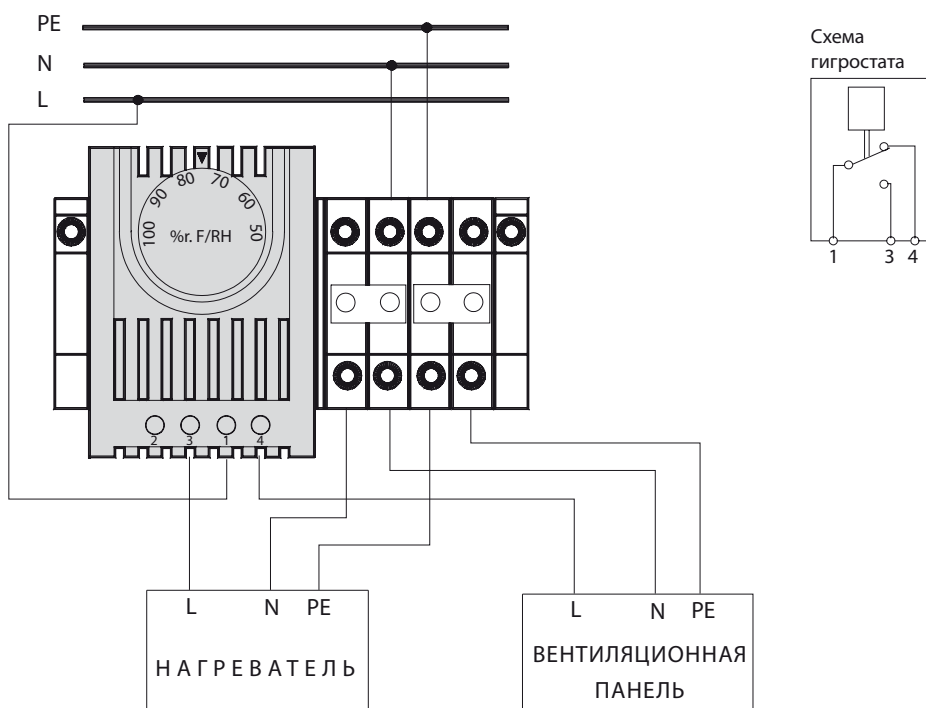 PE
N
L
Схема
гигростата
1 3 4
100 90 80 70 60 50
%r. F/RH
2 3 1 4
L N PE
НАГРЕВАТЕЛЬ
L N PE
ВЕНТИЛЯЦИОННАЯ
ПАНЕЛЬ